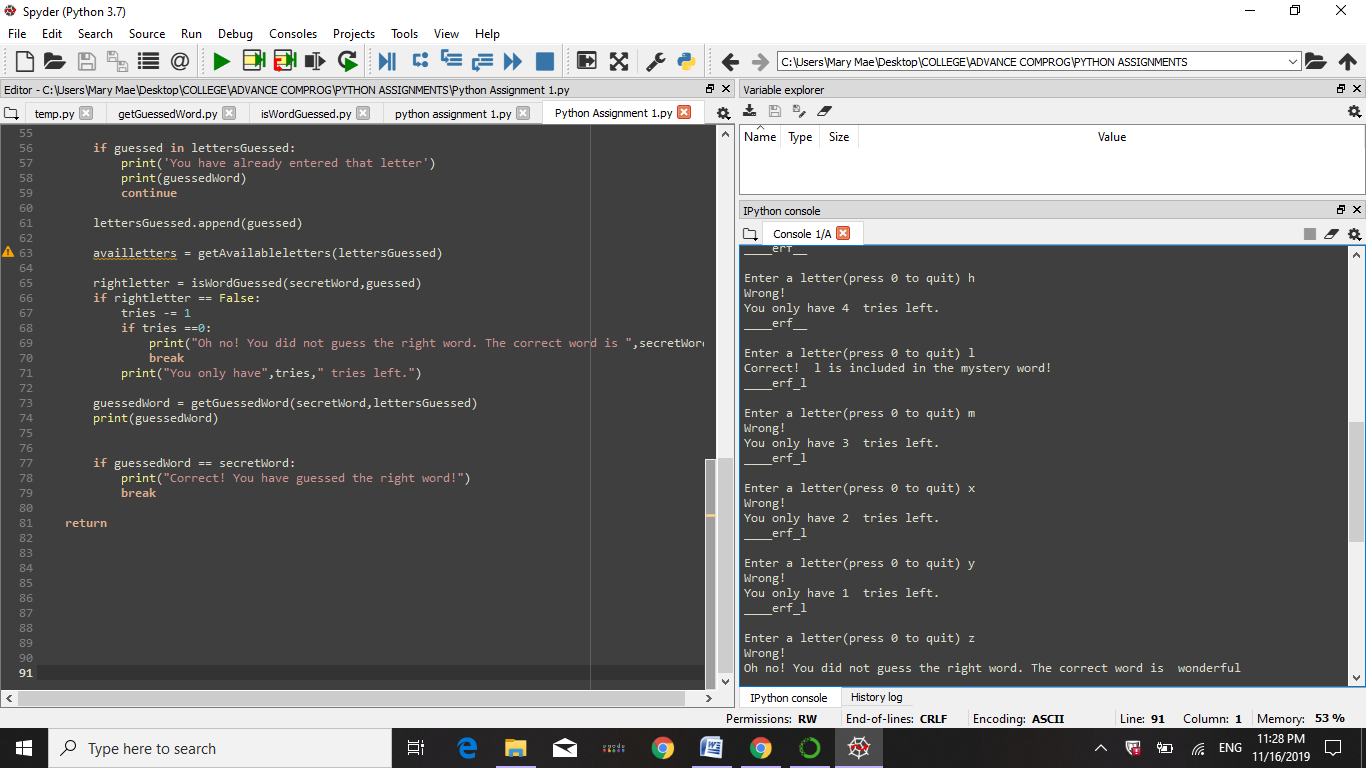 Spyder (Python 3.7)
File Edit Search Source Run Debug Consoles Projects Tools View Help
C:\Users\Mary Mae\Desktop\COLLEGE\ADVANCE COMPROG\PYTHON ASSIGNMENTS
Editor - C:\Users\Mary Mae\Desktop\COLLEGE\ADVANCE COMPROG\PYTHON ASSIGNMENTS\Python Assignment 1.py
temp.py getGuessedWord.py isWordGuessed.py python assignment 1.py Python Assignment 1.py
55
56 if guessed in lettersGuessed:
57 print('You have already entered that letter')
58 print(guessedWord)
59 continue
60
61 lettersGuessed.append(guessed)
62
63 availletters = getAvailableletters(lettersGuessed)
64
65 rightletter = isWordGuessed(secretWord,guessed)
66 if rightletter == False:
67 tries -= 1
68 if tries ==0:
69 print("Oh no! You did not guess the right word. The correct word is ",secretWor
70 break
71 print("You only have",tries," tries left.")
72
73 guessedWord = getGuessedWord(secretWord,lettersGuessed)
74 print(guessedWord)
75
76
77 if guessedWord == secretWord:
78 print("Correct! You have guessed the right word!")
79 break
80
81 return
82
83
84
85
86
87
88
89
90
91
Variable explorer
Name Type Size Value
IPython console
Console 1/A
____erf__
Enter a letter(press 0 to quit) h
Wrong!
You only have 4  tries left.
____erf__
Enter a letter(press 0 to quit) l
Correct!  l is included in the mystery word!
____erf_l
Enter a letter(press 0 to quit) m
Wrong!
You only have 3  tries left.
____erf_l
Enter a letter(press 0 to quit) x
Wrong!
You only have 2  tries left.
____erf_l
Enter a letter(press 0 to quit) y
Wrong!
You only have 1  tries left.
____erf_l
Enter a letter(press 0 to quit) z
Wrong!
Oh no! You did not guess the right word. The correct word is  wonderful
IPython console History log
Permissions: RW End-of-lines: CRLF Encoding: ASCII Line: 91 Column: 1 Memory: 53 %
Type here to search
ENG
11:28 PM
11/16/2019